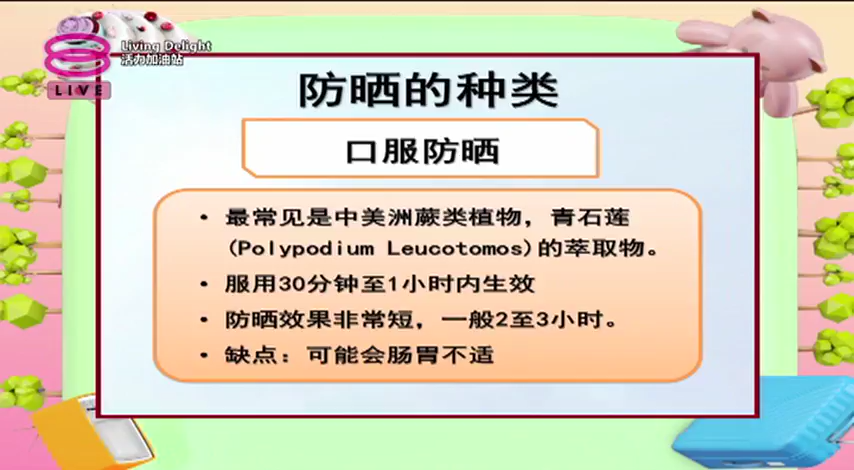 Living Delight
活力加油站
LIVE
防晒的种类
口服防晒
• 最常见是中美洲蕨类植物，青石莲
(Polypodium Leucotomos)的萃取物。
• 服用30分钟至1小时内生效
• 防晒效果非常短，一般2至3小时。
• 缺点：可能会肠胃不适